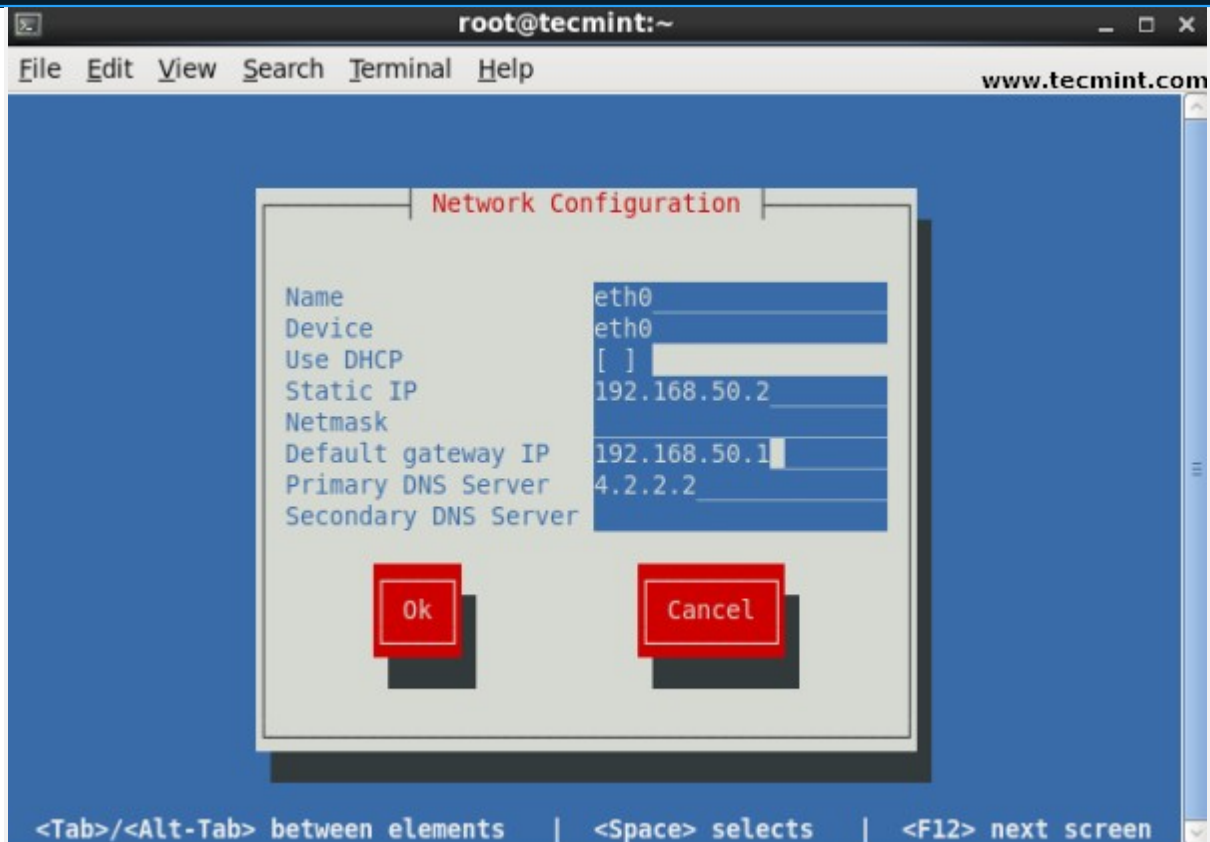 root@tecmint:~
File Edit View Search Terminal Help
www.tecmint.com
Network Configuration
Name eth0
Device eth0
Use DHCP [ ]
Static IP 192.168.50.2
Netmask
Default gateway IP 192.168.50.1
Primary DNS Server 4.2.2.2
Secondary DNS Server
Ok Cancel
<Tab>/<Alt-Tab> between elements | <Space> selects | <F12> next screen